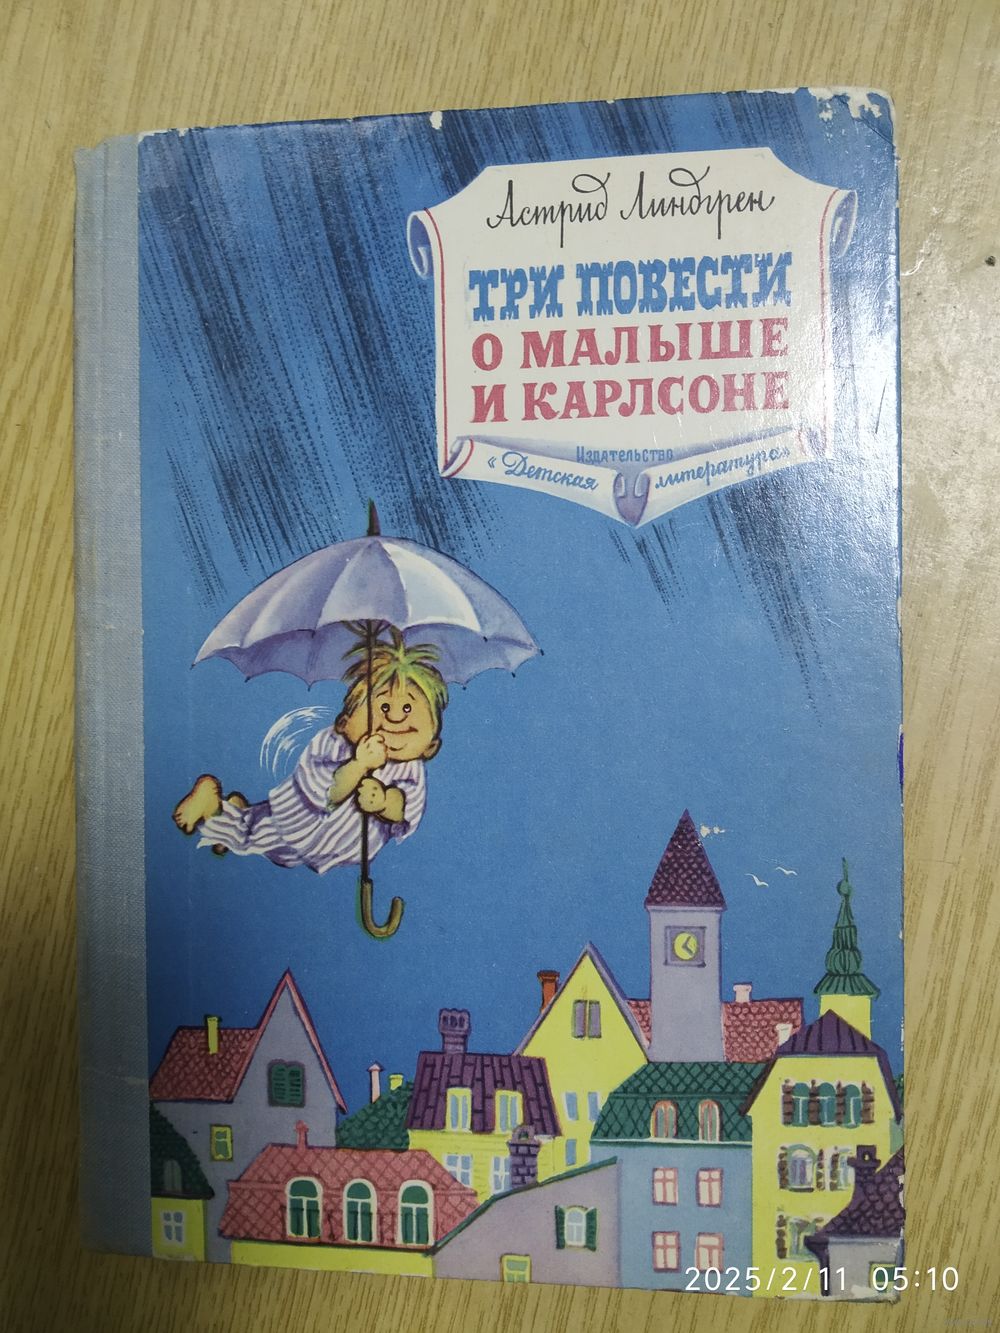 Астрид Линдгрен
ТРИ ПОВЕСТИ
О МАЛЫШЕ
И КАРЛСОНЕ
Издательство
«Детская литература»
2025/2/11 05:10